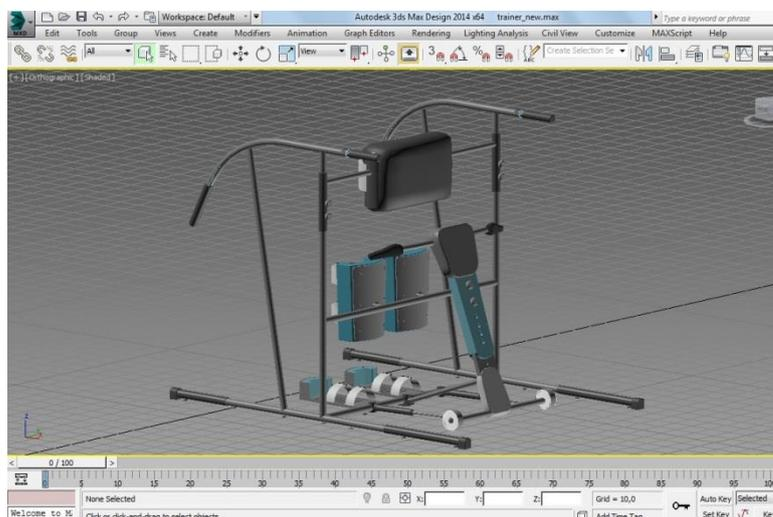 Workspace: Default
Autodesk 3ds Max Design 2014 x64 trainer_new.max
Type a keyword or phrase
MXD
Edit Tools Group Views Create Modifiers Animation Graph Editors Rendering Lighting Analysis Civil View Customize MAXScript Help
All
View
3
Create Selection Se
[+][Orthographic][Shaded]
z
0 / 100
0 5 10 15 20 25 30 35 40 45 50 55 60 65 70 75 80 85 90 95 100
None Selected
X: Y: Z:
Grid = 10,0
Auto Key Selected
Welcome to M
Click or click-and-drag to select objects
Add Time Tag
Set Key